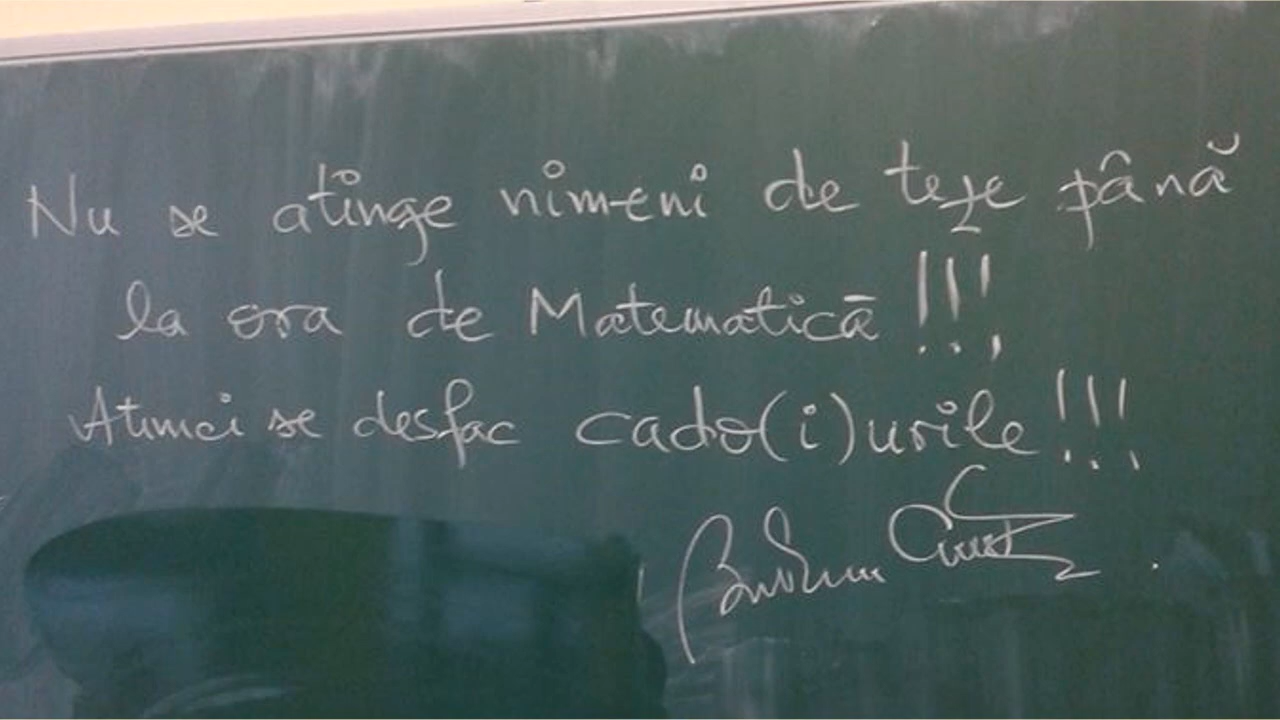 Nu se atinge nimeni de teze până
la ora de Matematică!!!
Atunci se desfac cado(i)urile!!!